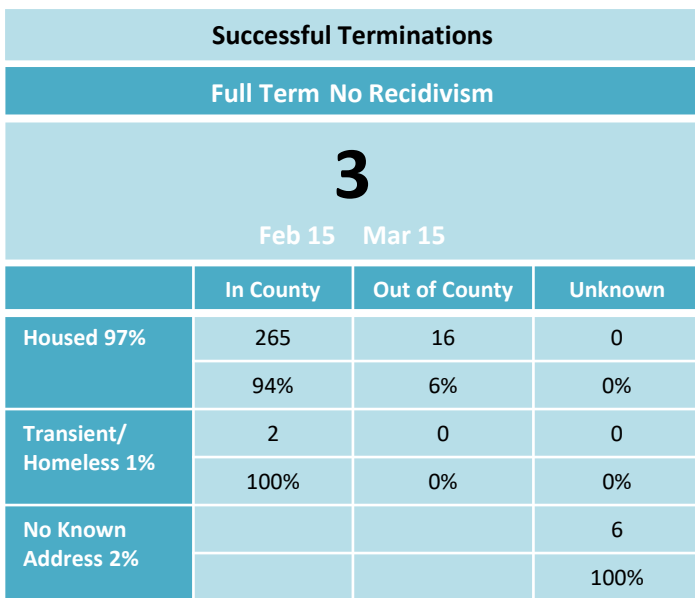 Successful Terminations
Full Term No Recidivism
3
Feb 15 Mar 15
In County Out of County Unknown
Housed 97% 265 16 0
94% 6% 0%
Transient/
Homeless 1% 2 0 0
100% 0% 0%
No Known
Address 2% 6
100%